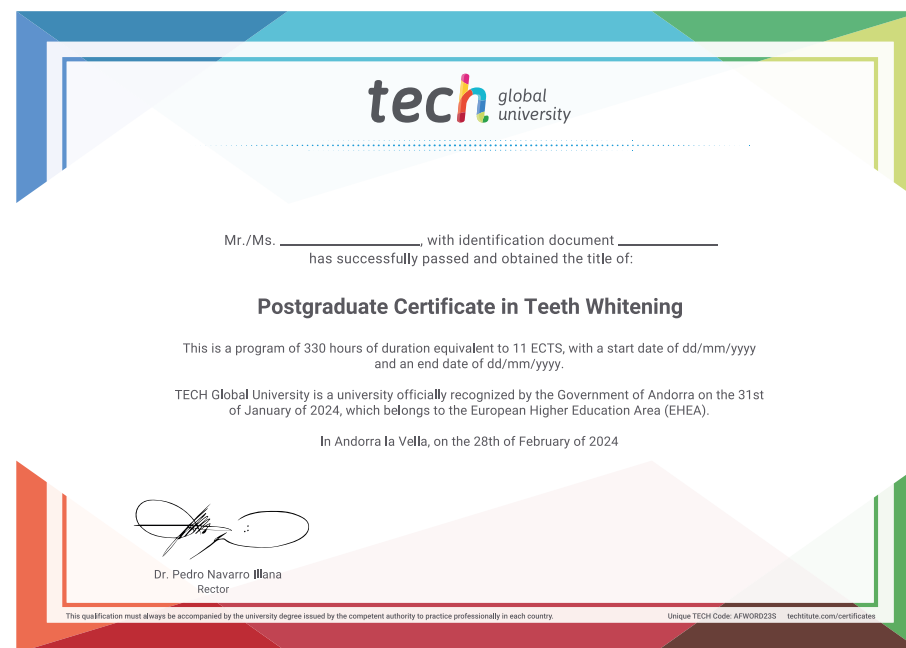 tech global university
Mr./Ms. ____________________, with identification document ______________
has successfully passed and obtained the title of:
Postgraduate Certificate in Teeth Whitening
This is a program of 330 hours of duration equivalent to 11 ECTS, with a start date of dd/mm/yyyy
and an end date of dd/mm/yyyy.
TECH Global University is a university officially recognized by the Government of Andorra on the 31st
of January of 2024, which belongs to the European Higher Education Area (EHEA).
In Andorra la Vella, on the 28th of February of 2024
Dr. Pedro Navarro Illana
Rector
This qualification must always be accompanied by the university degree issued by the competent authority to practice professionally in each country.
Unique TECH Code: AFWORD23S techtitute.com/certificates